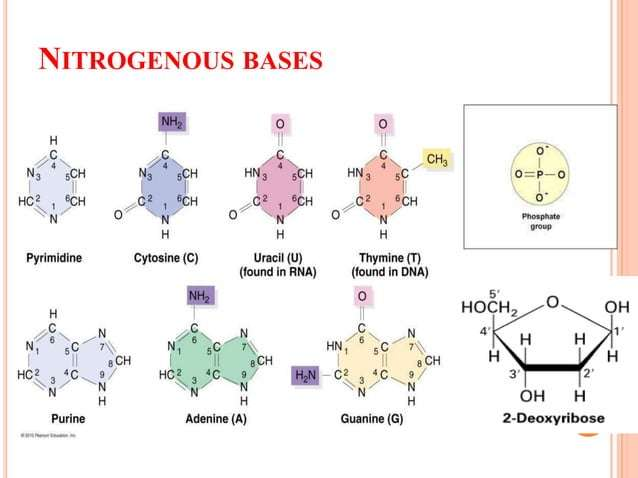 NITROGENOUS BASES
H
C
4
N
3
5
CH
HC
2
1
6
CH
N
Pyrimidine
NH2
C
4
N
3
5
CH
C
2
1
6
CH
O
N
H
Cytosine (C)
O
C
4
HN
3
5
CH
C
2
1
6
CH
O
N
H
Uracil (U)
(found in RNA)
O
C
4
CH3
HN
3
5
C
C
2
1
6
CH
O
N
H
Thymine (T)
(found in DNA)
O-
O=P-O
O-
Phosphate
group
H
C
6
N
1
5
C
N
7
8
CH
HC
2
3
4
C
9
N
N
H
Purine
NH2
C
6
N
1
5
C
N
7
8
CH
HC
2
3
4
C
9
N
N
H
Adenine (A)
O
C
6
HN
1
5
C
N
7
8
CH
H2N
C
2
3
4
C
9
N
N
H
Guanine (G)
5′
HOCH2
O
OH
4′
1′
H
H
H
H
3′
2′
OH
H
2-Deoxyribose
© 2010 Pearson Education, Inc.